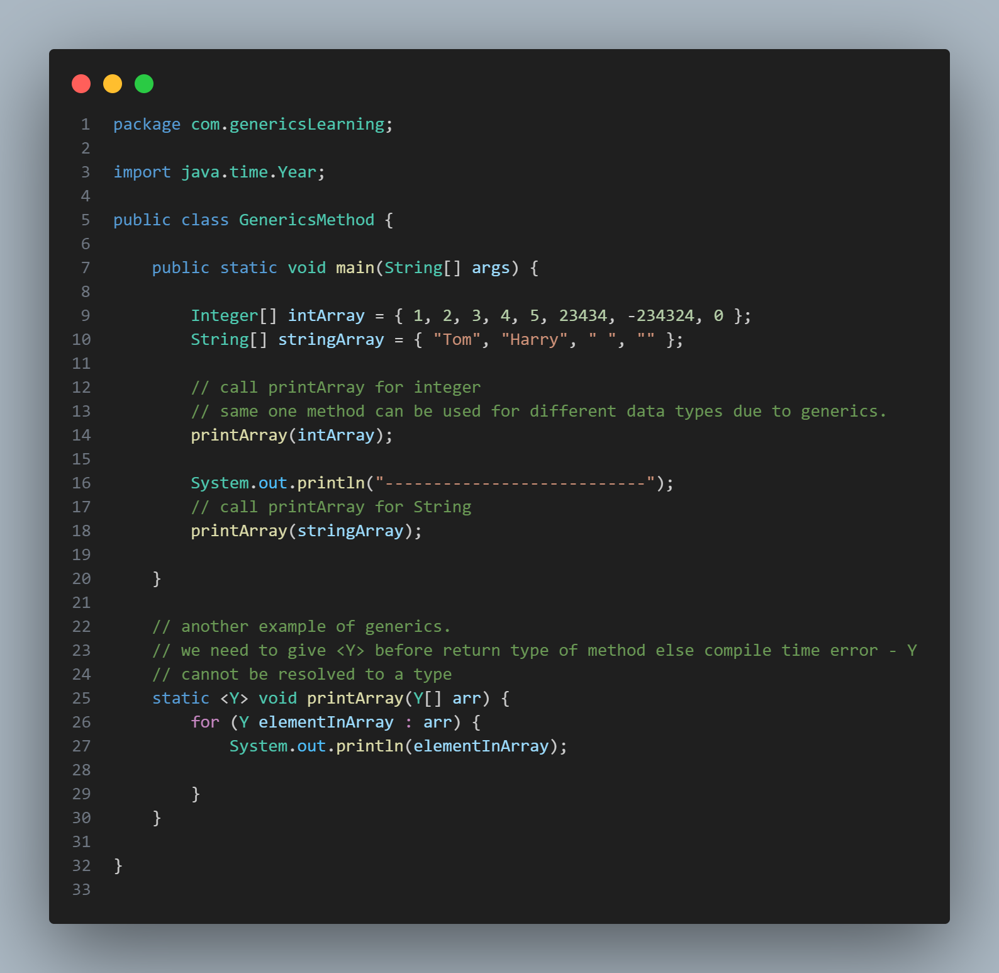 1 package com.genericsLearning;
2
3 import java.time.Year;
4
5 public class GenericsMethod {
6
7     public static void main(String[] args) {
8
9         Integer[] intArray = { 1, 2, 3, 4, 5, 23434, -234324, 0 };
10         String[] stringArray = { "Tom", "Harry", " ", "" };
11
12         // call printArray for integer
13         // same one method can be used for different data types due to generics.
14         printArray(intArray);
15
16         System.out.println("---------------------------");
17         // call printArray for String
18         printArray(stringArray);
19
20     }
21
22     // another example of generics.
23     // we need to give <Y> before return type of method else compile time error - Y
24     // cannot be resolved to a type
25     static <Y> void printArray(Y[] arr) {
26         for (Y elementInArray : arr) {
27             System.out.println(elementInArray);
28
29         }
30     }
31
32 }
33